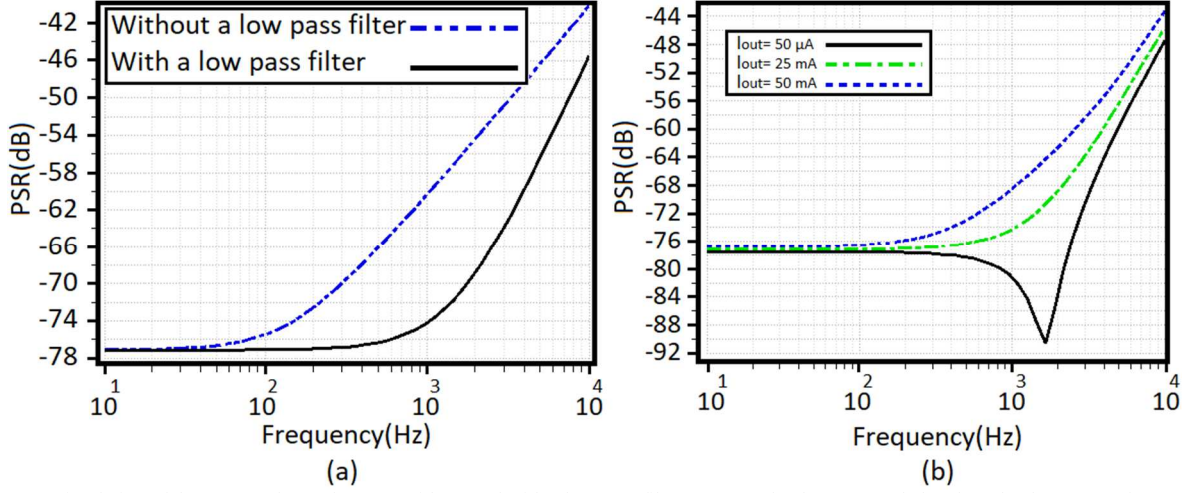 Without a low pass filter
With a low pass filter
PSR(dB)
-42
-46
-50
-54
-58
-62
-66
-70
-74
-78
10^1
10^2
10^3
10^4
Frequency(Hz)
(a)
Iout= 50 μA
Iout= 25 mA
Iout= 50 mA
PSR(dB)
-44
-48
-52
-56
-60
-64
-68
-72
-76
-80
-84
-88
-92
10^1
10^2
10^3
10^4
Frequency(Hz)
(b)